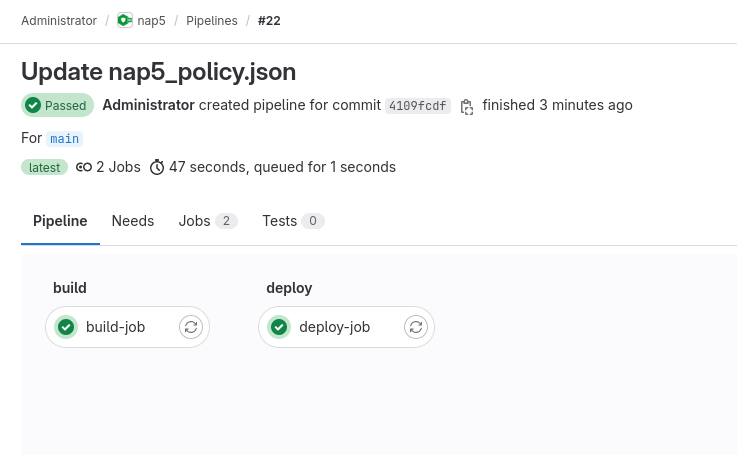 Administrator / nap5 / Pipelines / #22
Update nap5_policy.json
Passed Administrator created pipeline for commit 4109fcdf finished 3 minutes ago
For main
latest 2 Jobs 47 seconds, queued for 1 seconds
Pipeline Needs Jobs 2 Tests 0
build deploy
build-job deploy-job